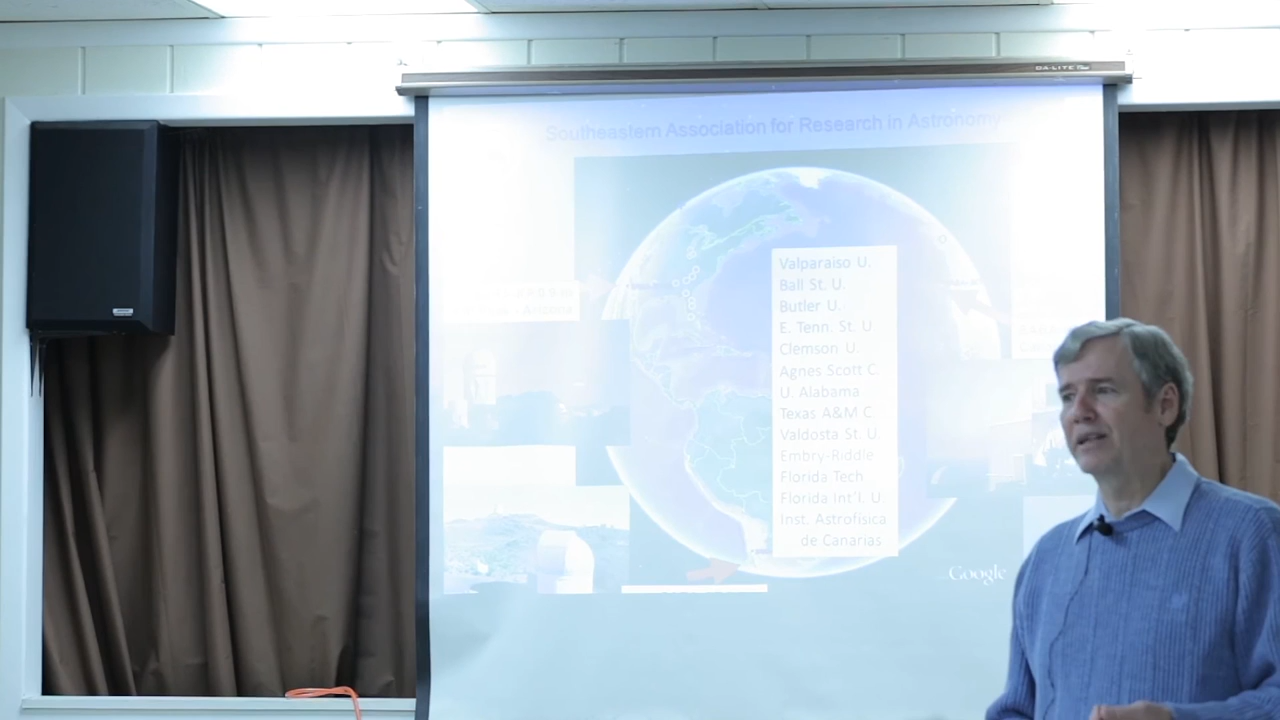 DA-LITE
Southeastern Association for Research in Astronomy
Valparaiso U.
Ball St. U.
Butler U.
E. Tenn. St. U
Clemson U.
Agnes Scott C.
U. Alabama
Texas A&M C
Valdosta St. U.
Embry-Riddle
Florida Tech
Florida Int'l. U
Inst. Astrofísica
de Canarias
Arizona
Google